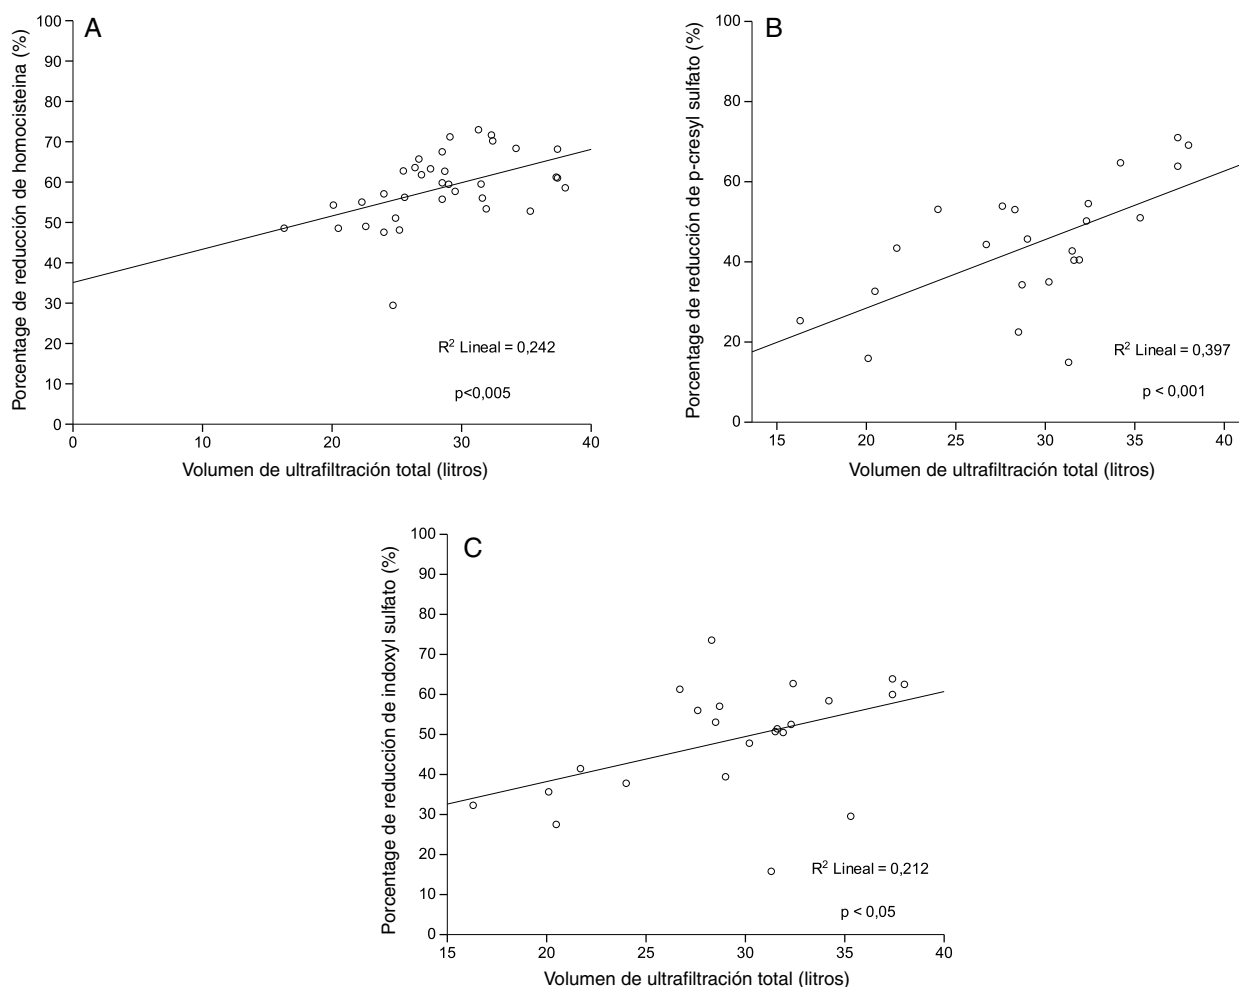 A
Porcentage de reducción de homocisteina (%)
100
90
80
70
60
50
40
30
20
10
0
0 10 20 30 40
R² Lineal = 0,242
p<0,005
Volumen de ultrafiltración total (litros)
B
Porcentage de reducción de p-cresyl sulfato (%)
100
80
60
40
20
0
15 20 25 30 35 40
R² Lineal = 0,397
p < 0,001
Volumen de ultrafiltración total (litros)
C
Porcentage de reducción de indoxyl sulfato (%)
100
90
80
70
60
50
40
30
20
10
0
15 20 25 30 35 40
R² Lineal = 0,212
p < 0,05
Volumen de ultrafiltración total (litros)